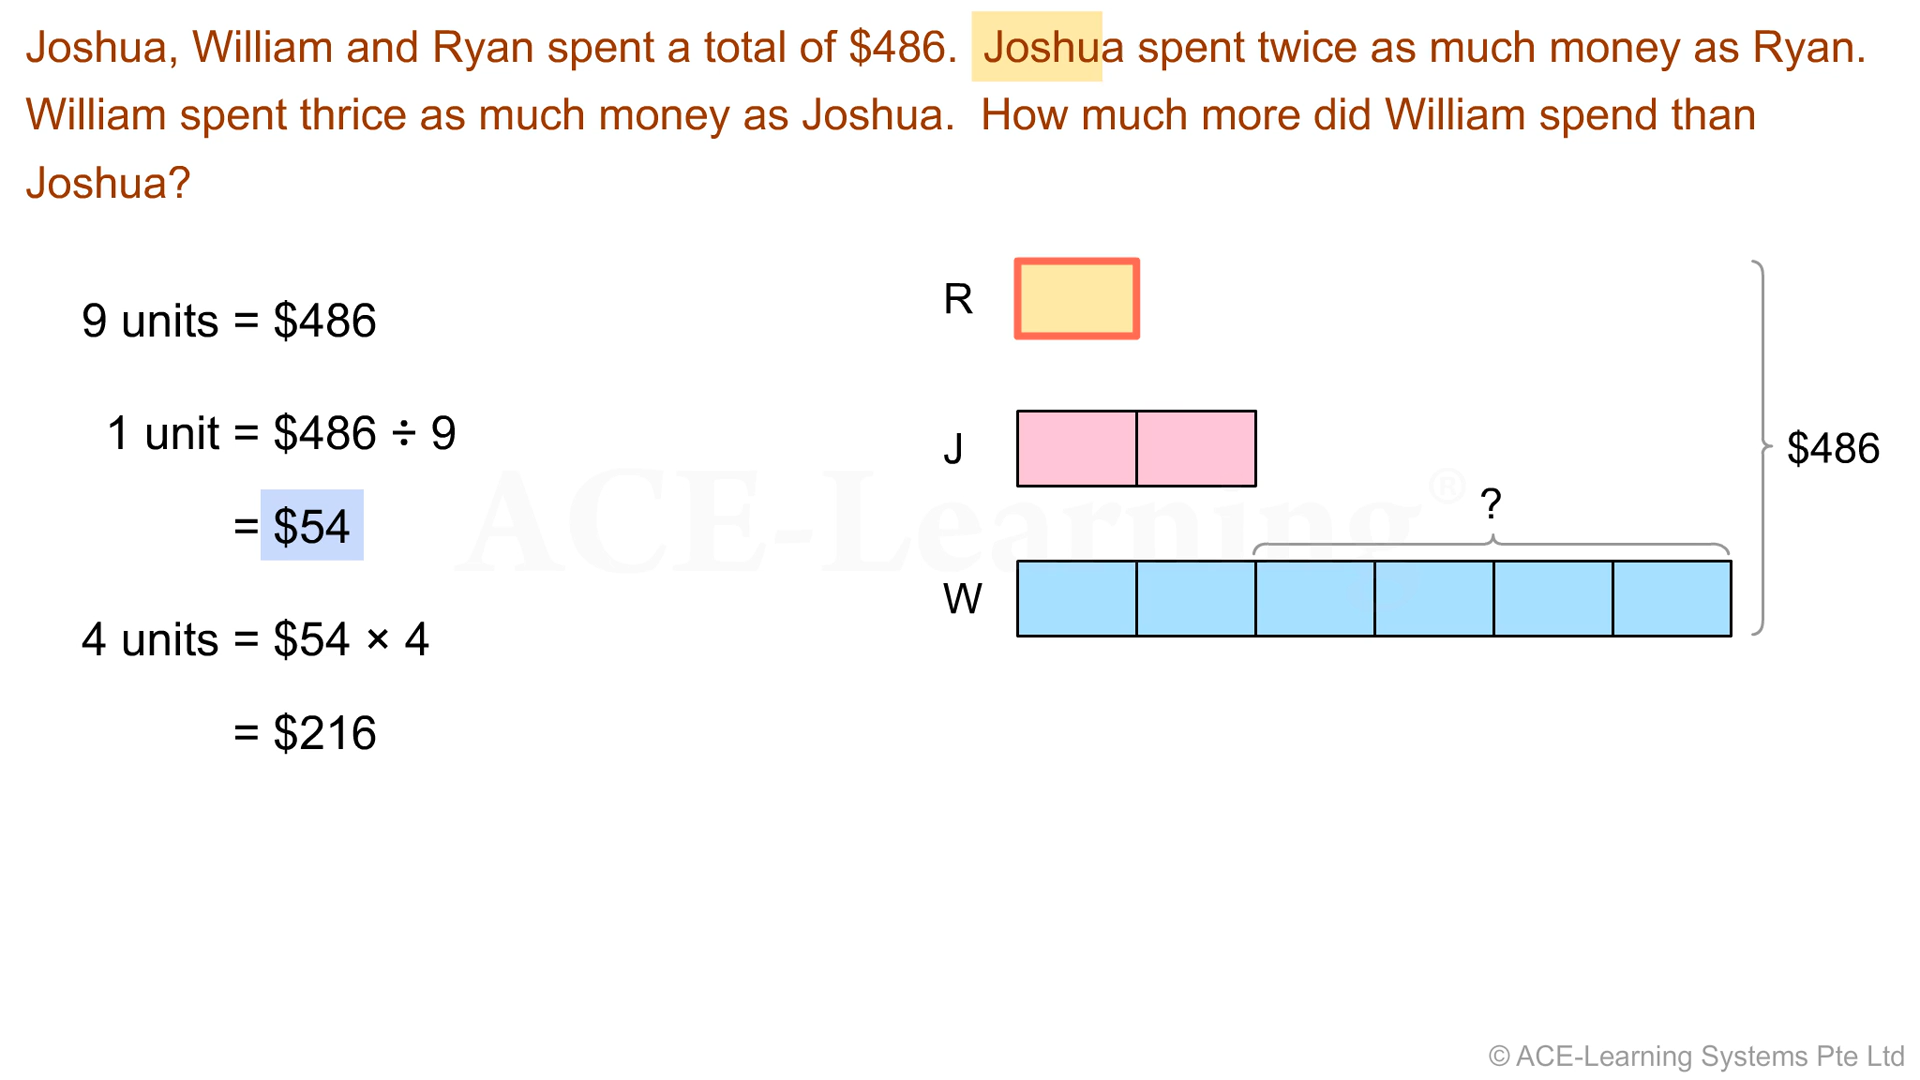 Joshua, William and Ryan spent a total of $486. Joshua spent twice as much money as Ryan.
William spent thrice as much money as Joshua. How much more did William spend than
Joshua?
9 units = $486
1 unit = $486 ÷ 9
= $54
4 units = $54 × 4
= $216
R
J
W
?
$486
ACE-Learning®
© ACE-Learning Systems Pte Ltd